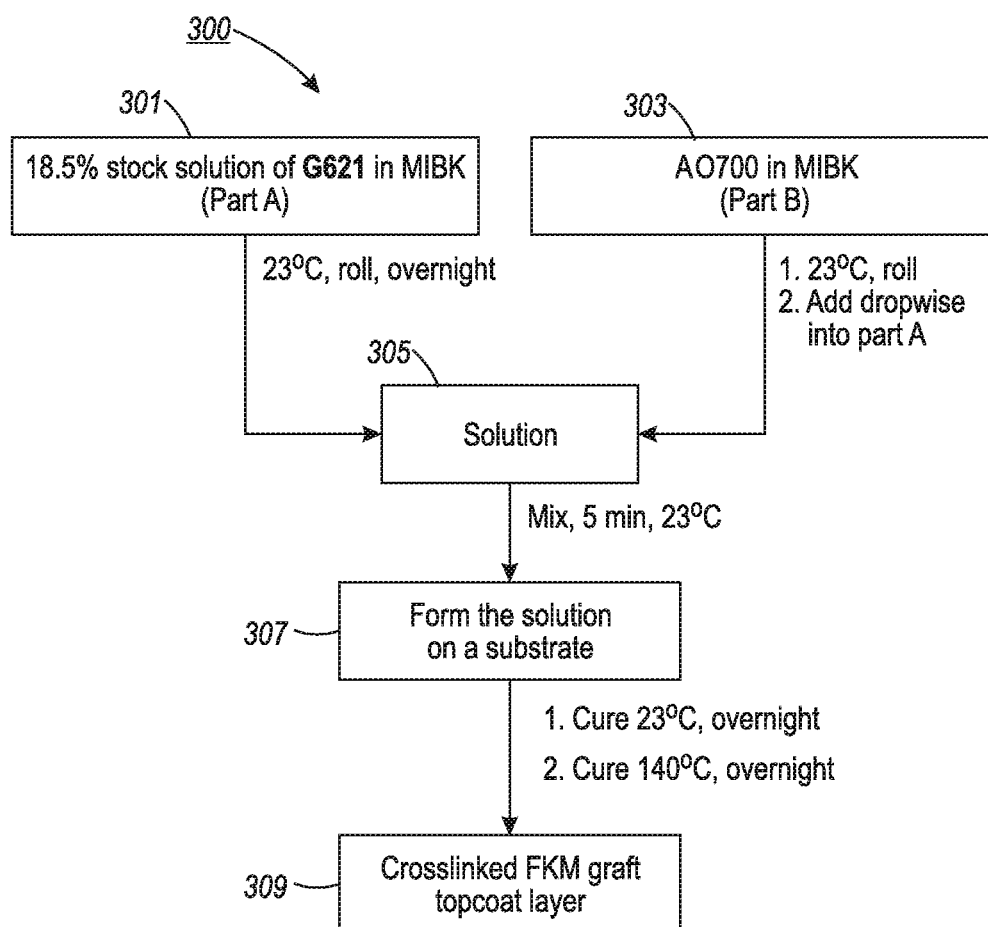 300
301
303
18.5% stock solution of G621 in MIBK
(Part A)
AO700 in MIBK
(Part B)
23°C, roll, overnight
1. 23°C, roll
2. Add dropwise
into part A
305
Solution
Mix, 5 min, 23°C
307
Form the solution
on a substrate
1. Cure 23°C, overnight
2. Cure 140°C, overnight
309
Crosslinked FKM graft
topcoat layer